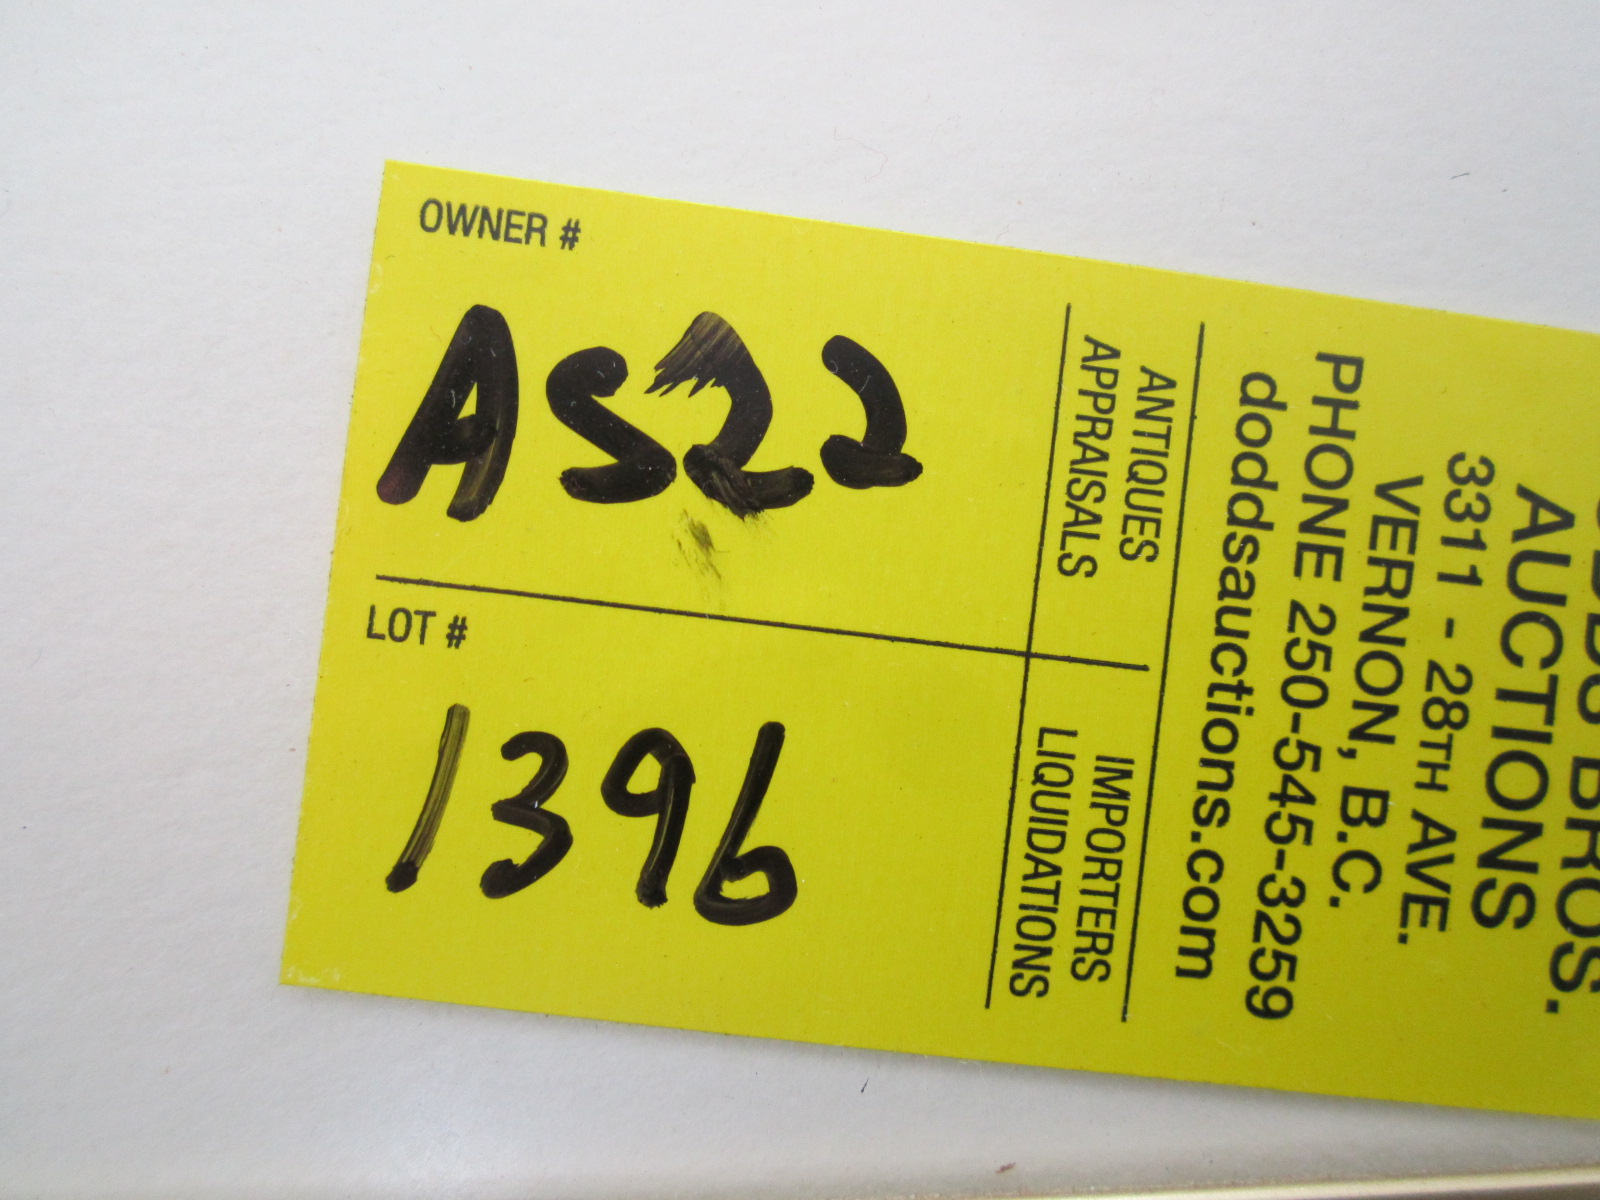 OWNER #
AS22
LOT #
1396
BROS.
AUCTIONS
3311 - 28TH AVE.
VERNON, B.C.
PHONE 250-545-3259
doddsauctions.com
ANTIQUES
APPRAISALS
IMPORTERS
LIQUIDATIONS